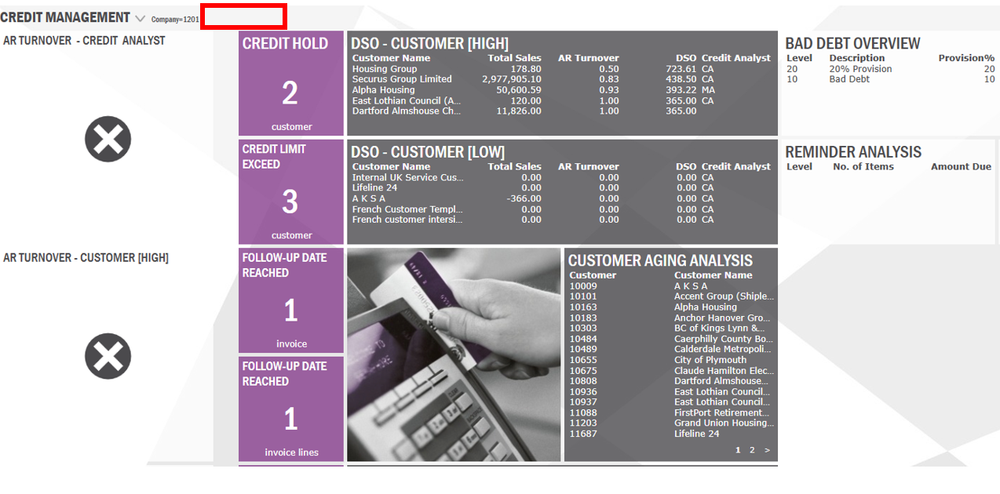 CREDIT MANAGEMENT Company=1201
AR TURNOVER - CREDIT ANALYST
CREDIT HOLD
2
customer
DSO - CUSTOMER [HIGH]
Customer Name Total Sales AR Turnover DSO Credit Analyst
Housing Group 178.80 0.50 723.61 CA
Securus Group Limited 2,977,905.10 0.83 438.50 CA
Alpha Housing 50,600.59 0.93 393.22 MA
East Lothian Council (A... 120.00 1.00 365.00 CA
Dartford Almshouse Ch... 11,826.00 1.00 365.00
BAD DEBT OVERVIEW
Level Description Provision%
20 20% Provision 20
10 Bad Debt 10
CREDIT LIMIT
EXCEED
3
customer
DSO - CUSTOMER [LOW]
Customer Name Total Sales AR Turnover DSO Credit Analyst
Internal UK Service Cus... 0.00 0.00 0.00 CA
Lifeline 24 0.00 0.00 0.00 CA
A K S A -366.00 0.00 0.00 CA
French Customer Templ... 0.00 0.00 0.00 CA
French customer intersi... 0.00 0.00 0.00 CA
REMINDER ANALYSIS
Level No. of Items Amount Due
AR TURNOVER - CUSTOMER [HIGH]
FOLLOW-UP DATE
REACHED
1
invoice
FOLLOW-UP DATE
REACHED
1
invoice lines
CUSTOMER AGING ANALYSIS
Customer Customer Name
10009 A K S A
10101 Accent Group (Shiple...
10163 Alpha Housing
10183 Anchor Hanover Gro...
10303 BC of Kings Lynn &...
10484 Caerphilly County Bo...
10489 Calderdale Metropoli...
10655 City of Plymouth
10675 Claude Hamilton Elec...
10808 Dartford Almshouse...
10936 East Lothian Council...
10937 East Lothian Council...
11088 FirstPort Retirement...
11203 Grand Union Housing...
11687 Lifeline 24
1 2 >